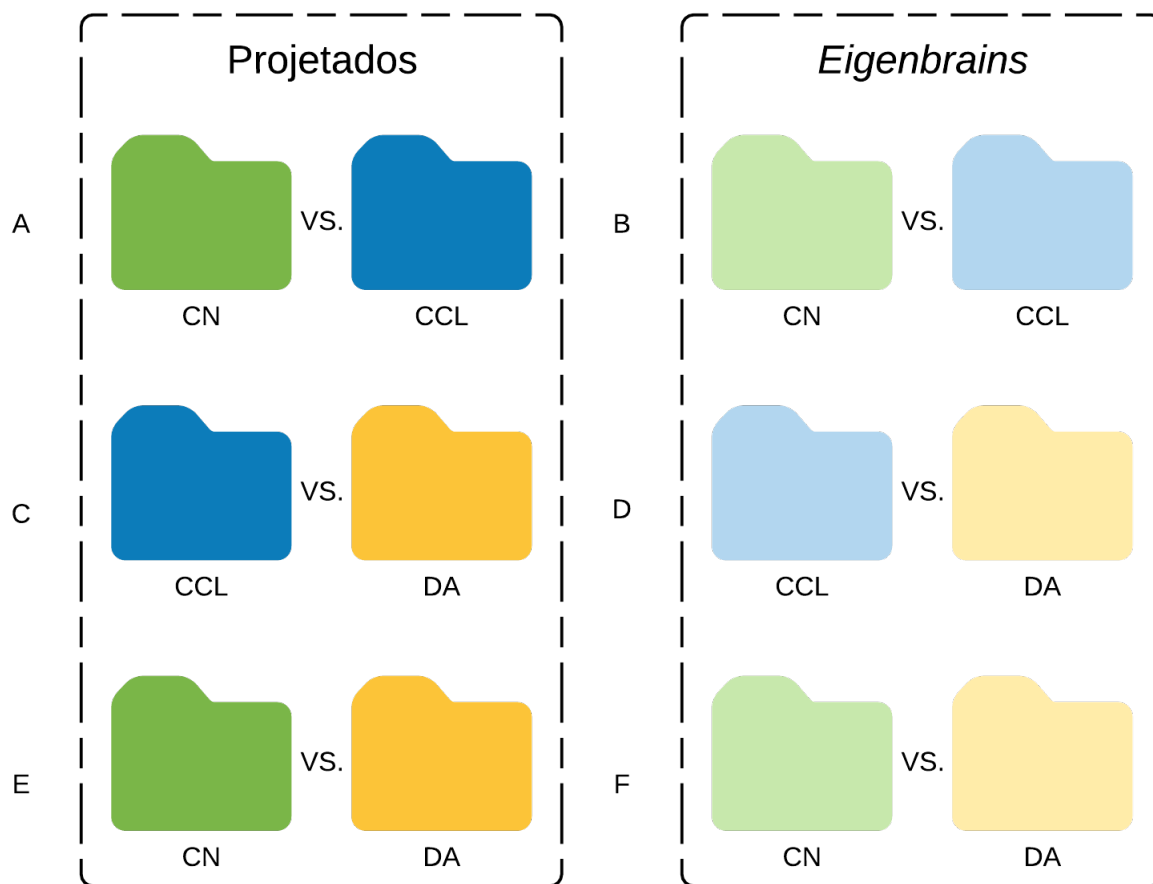 Projetados
Eigenbrains
A
VS.
B
VS.
CN
CCL
CN
CCL
C
VS.
D
VS.
CCL
DA
CCL
DA
E
VS.
F
VS.
CN
DA
CN
DA